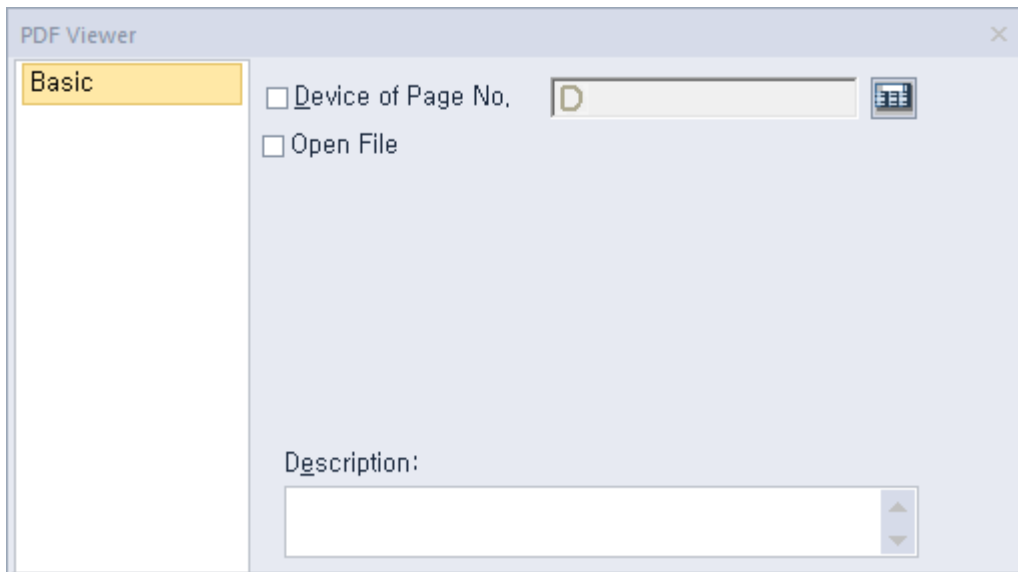 PDF Viewer
Basic
Device of Page No.
D
Open File
Description: